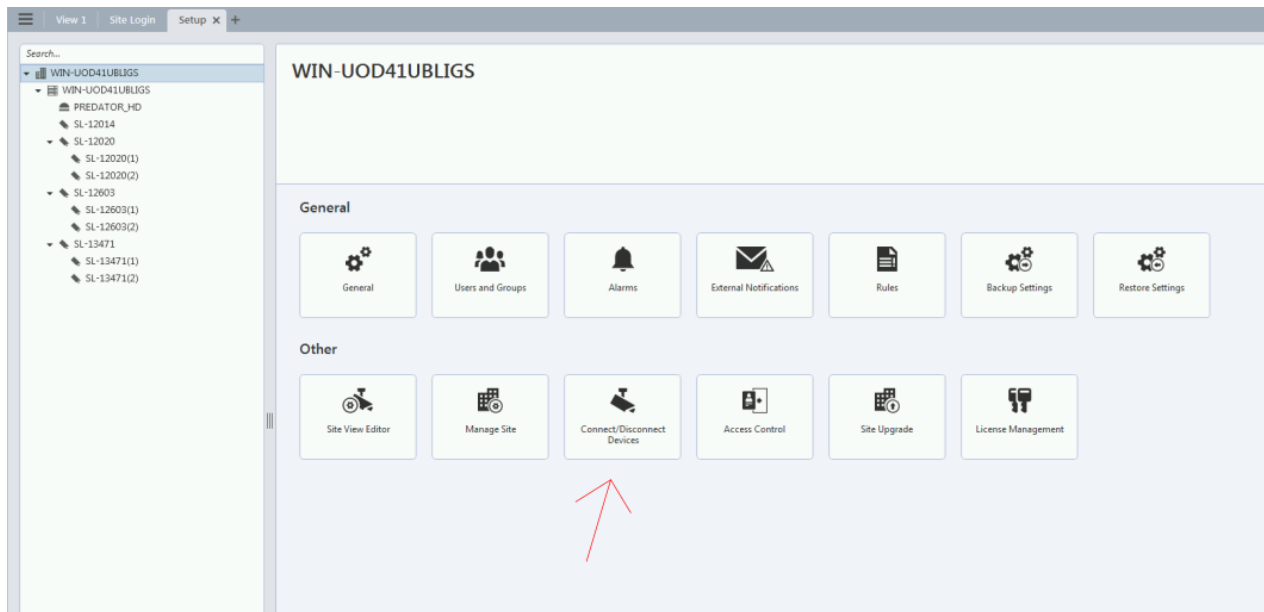 View 1 Site Login Setup X +
Search...
WIN-UOD41UBLIGS
WIN-UOD41UBLIGS
PREDATOR_HD
SL-12014
SL-12020
SL-12020(1)
SL-12020(2)
SL-12603
SL-12603(1)
SL-12603(2)
SL-13471
SL-13471(1)
SL-13471(2)
WIN-UOD41UBLIGS
General
General Users and Groups Alarms External Notifications Rules Backup Settings Restore Settings
Other
Site View Editor Manage Site Connect/Disconnect Access Control Site Upgrade License Management
Devices